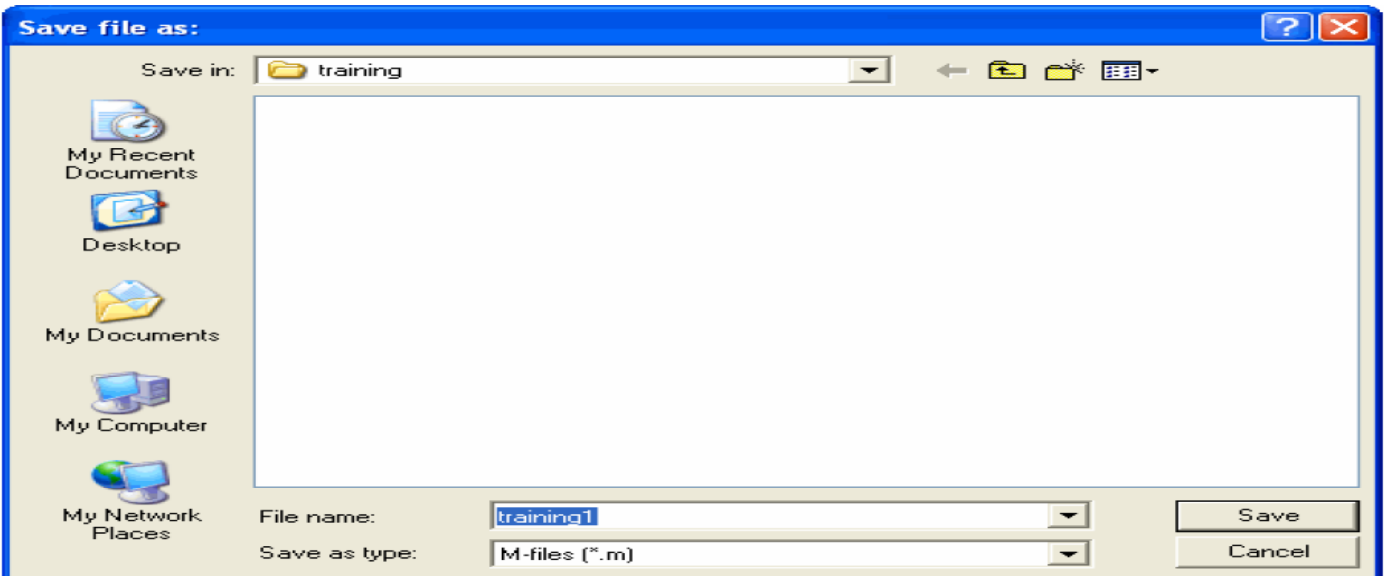 Save file as:
Save in: training
My Recent
Documents
Desktop
My Documents
My Computer
My Network
Places
File name: training1 Save
Save as type: M-files (*.m) Cancel